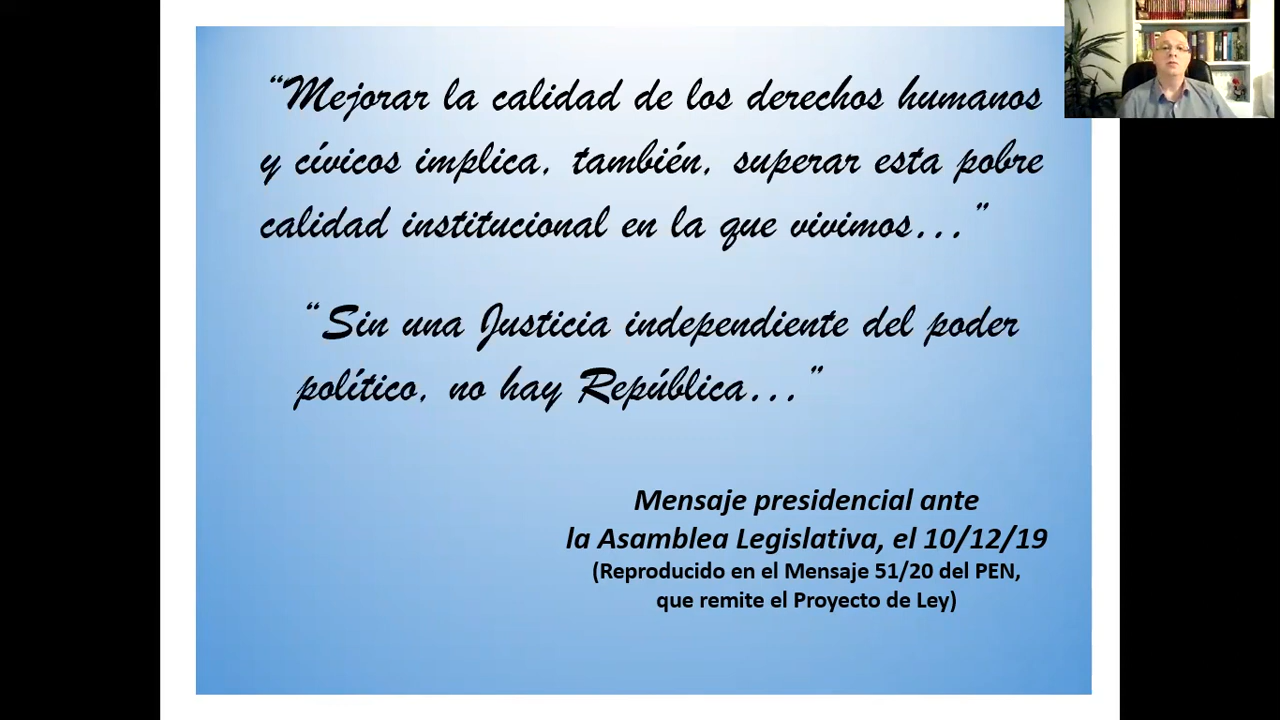 “Mejorar la calidad de los derechos humanos
y cívicos implica, también, superar esta pobre
calidad institucional en la que vivimos...”
“Sin una Justicia independiente del poder
político, no hay República...”
Mensaje presidencial ante
la Asamblea Legislativa, el 10/12/19
(Reproducido en el Mensaje 51/20 del PEN,
que remite el Proyecto de Ley)